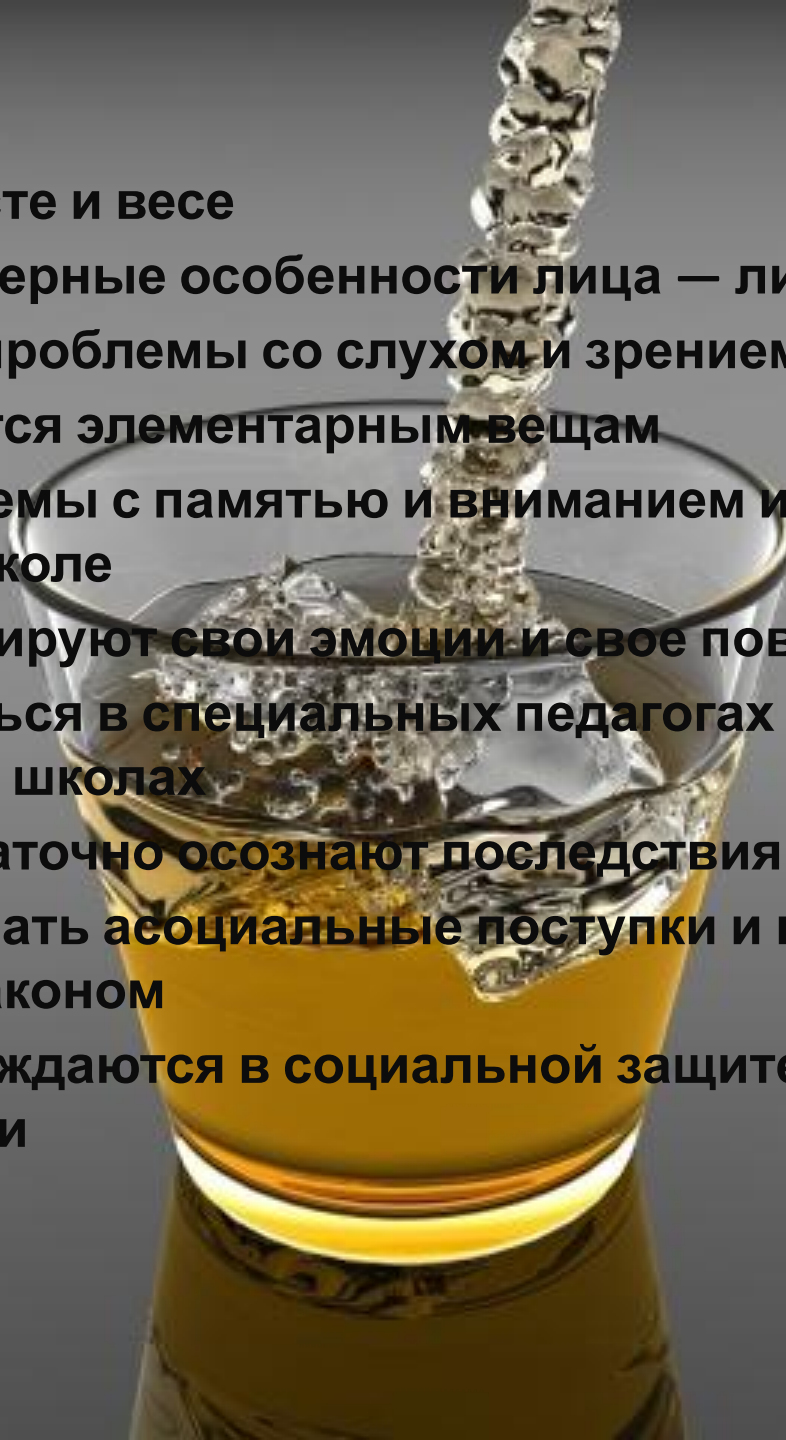 сте и весе
ерные особенности лица — ли
проблемы со слухом и зрением
тся элементарным вещам
емы с памятью и вниманием и
коле
ируют свои эмоции и свое пов
ься в специальных педагогах
школах
аточно осознают последствия
ать асоциальные поступки и
аконом
ждаются в социальной защите
и